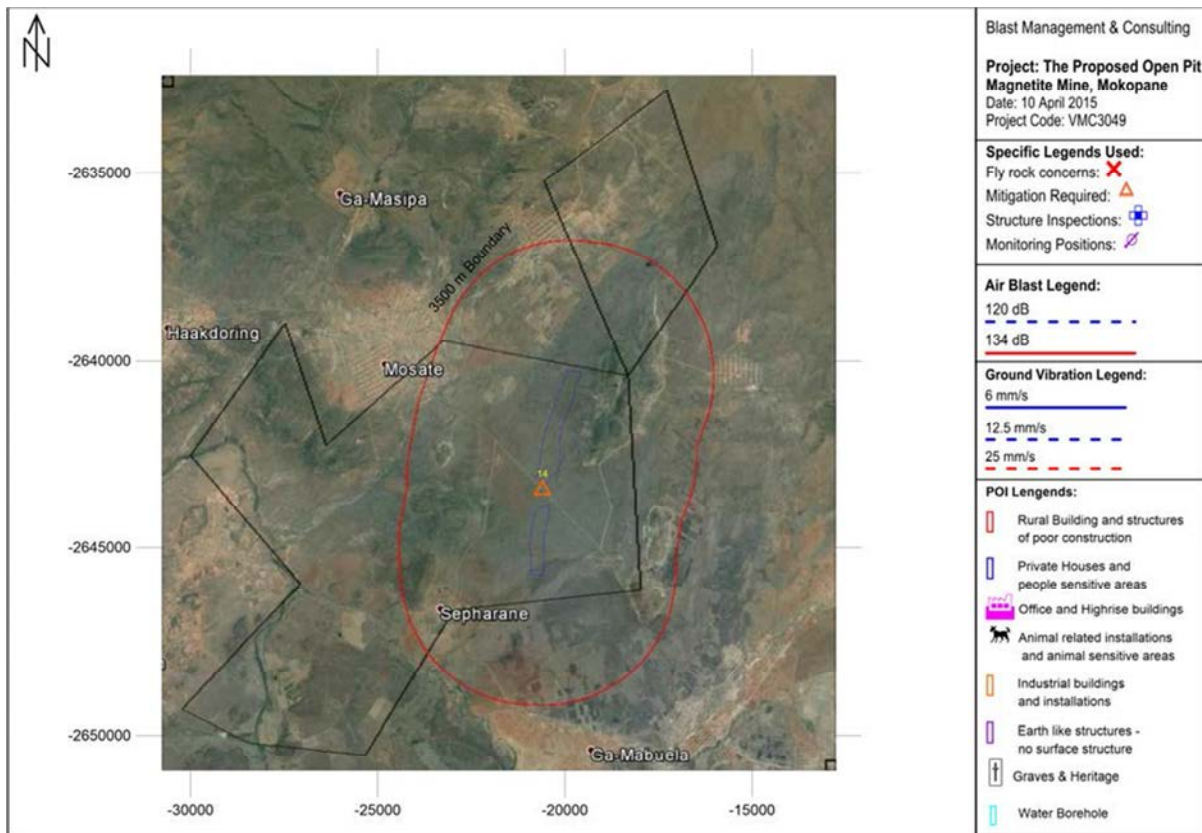 N
-2635000
-2640000
-2645000
-2650000
-30000
-25000
-20000
-15000
Ga-Masipa
3500 m Boundary
Haakdoring
Mosate
14
Sepharane
Ga-Mabuela
Blast Management & Consulting
Project: The Proposed Open Pit
Magnetite Mine, Mokopane
Date: 10 April 2015
Project Code: VMC3049
Specific Legends Used:
Fly rock concerns:
Mitigation Required:
Structure Inspections:
Monitoring Positions:
Air Blast Legend:
120 dB
134 dB
Ground Vibration Legend:
6 mm/s
12.5 mm/s
25 mm/s
POI Lengends:
Rural Building and structures
of poor construction
Private Houses and
people sensitive areas
Office and Highrise buildings
Animal related installations
and animal sensitive areas
Industrial buildings
and installations
Earth like structures -
no surface structure
Graves & Heritage
Water Borehole